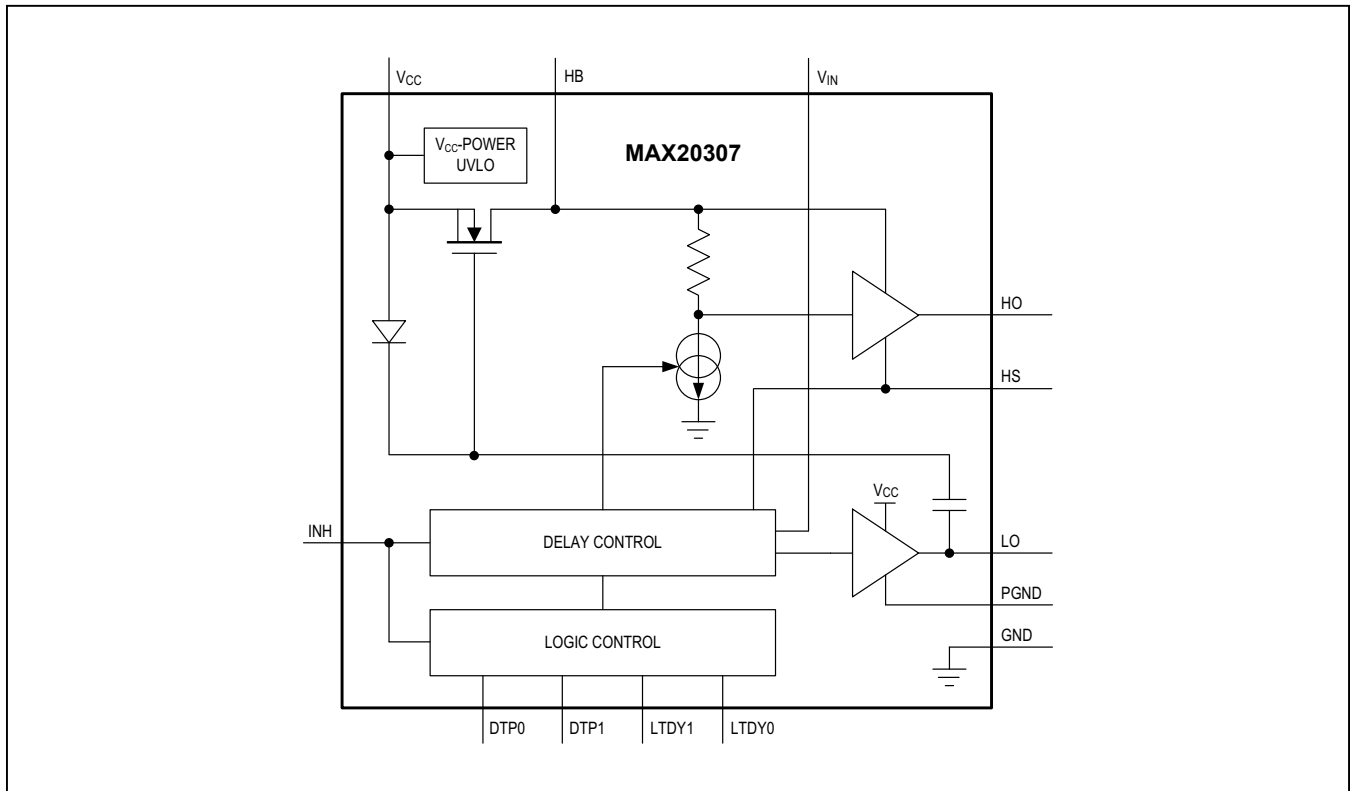 VCC
HB
VIN
VCC-POWER
UVLO
MAX20307
HO
HS
VCC
INH
DELAY CONTROL
LO
PGND
LOGIC CONTROL
GND
DTP0
DTP1
LTDY1
LTDY0